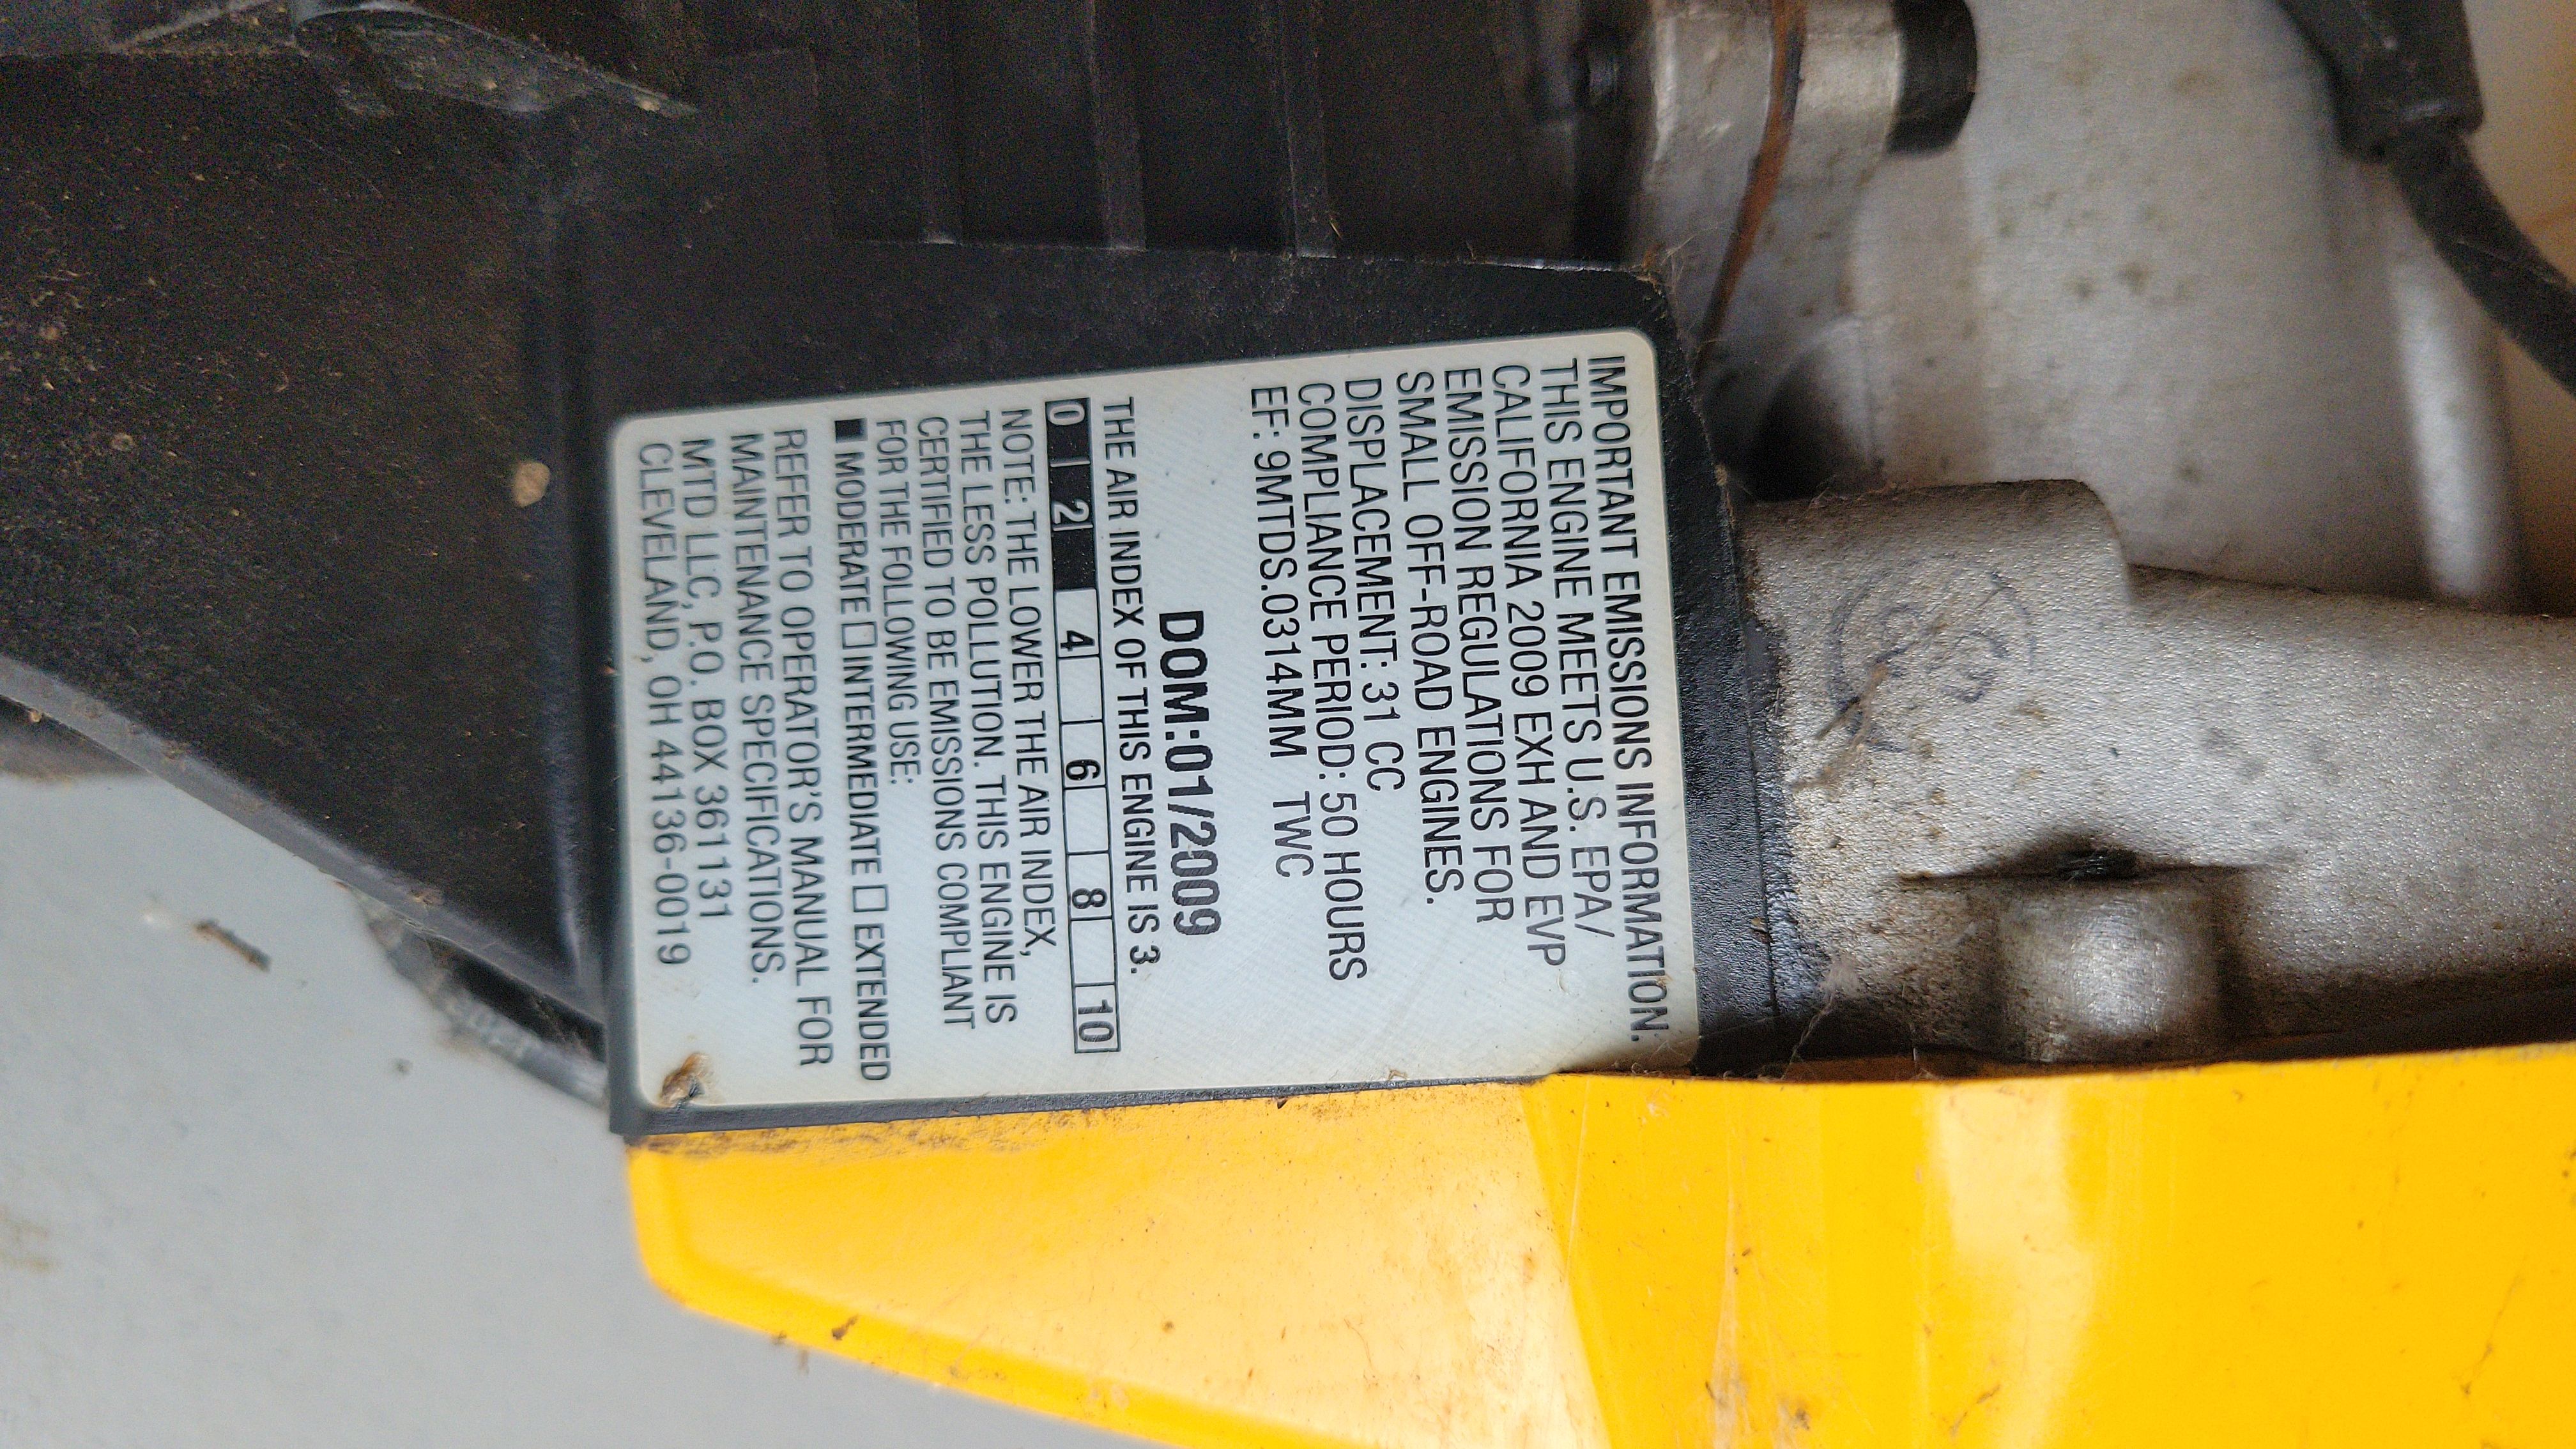 IMPORTANT EMISSIONS INFORMATION.
THIS ENGINE MEETS U.S. EPA/
CALIFORNIA 2009 EXH AND EVP
EMISSION REGULATIONS FOR
SMALL OFF-ROAD ENGINES.
DISPLACEMENT: 31 CC
COMPLIANCE PERIOD: 50 HOURS
EF: 9MTDS.0314MM TWC
DOM:01/2009
THE AIR INDEX OF THIS ENGINE IS 3.
0 2 4 6 8 10
NOTE: THE LOWER THE AIR INDEX,
THE LESS POLLUTION. THIS ENGINE IS
CERTIFIED TO BE EMISSIONS COMPLIANT
FOR THE FOLLOWING USE:
■ MODERATE □ INTERMEDIATE □ EXTENDED
REFER TO OPERATOR'S MANUAL FOR
MAINTENANCE SPECIFICATIONS.
MTD LLC, P.O. BOX 361131
CLEVELAND, OH 44136-0019